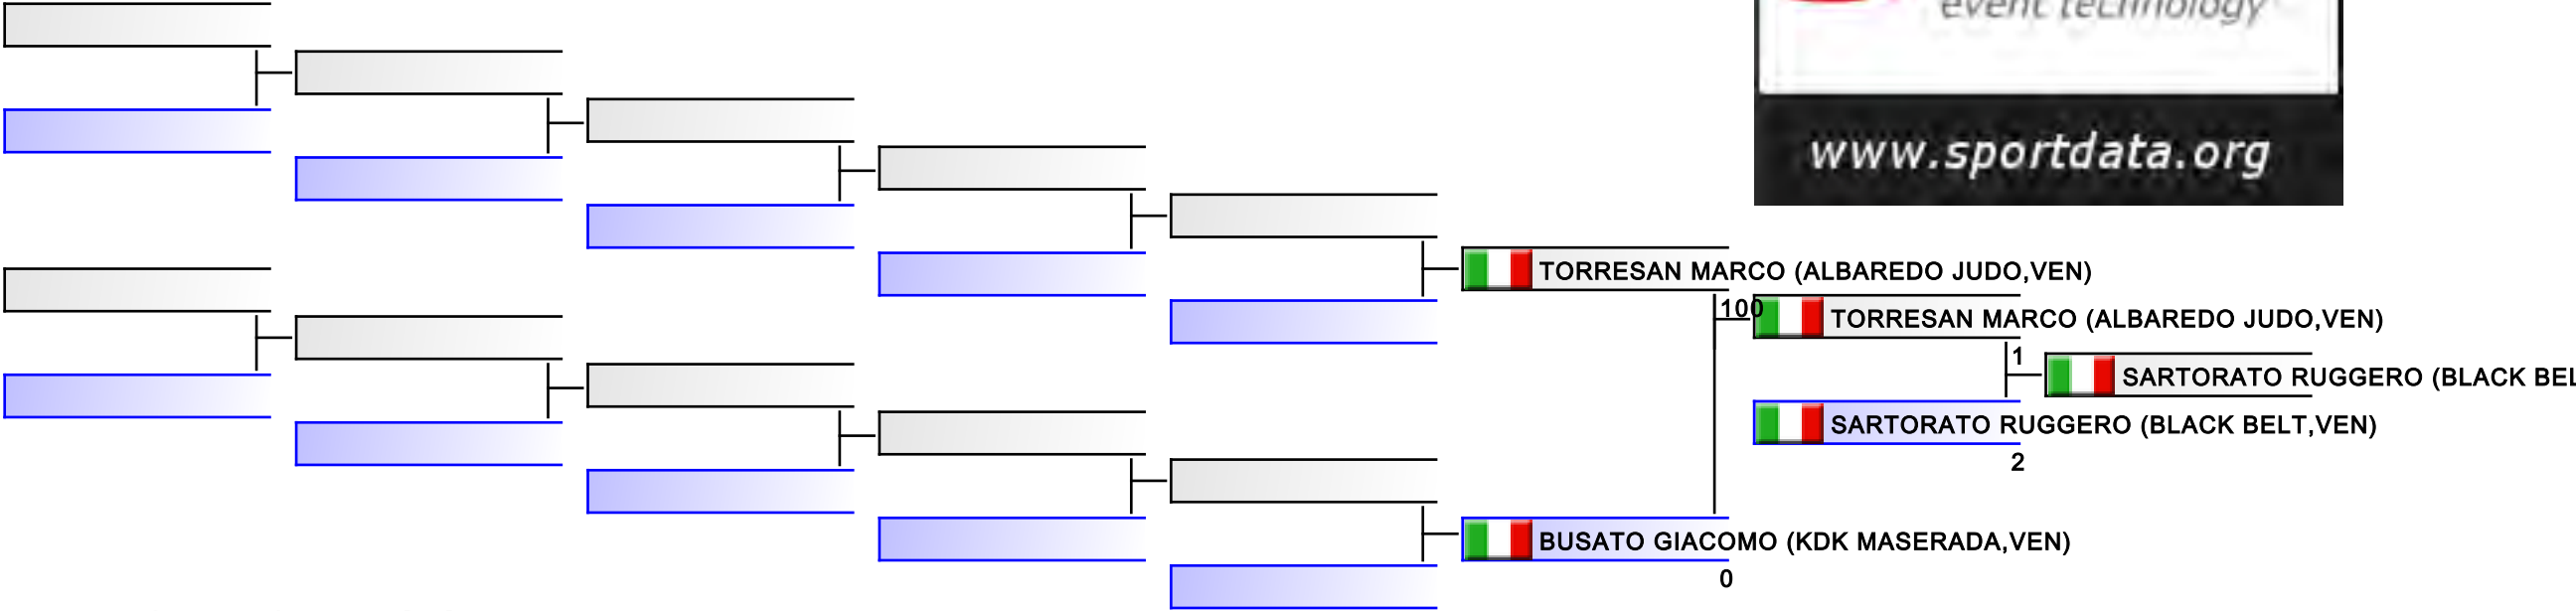 event technology
www.sportdata.org
TORRESAN MARCO (ALBAREDO JUDO,VEN)
100
TORRESAN MARCO (ALBAREDO JUDO,VEN)
1
SARTORATO RUGGERO (BLACK BEL
SARTORATO RUGGERO (BLACK BELT,VEN)
2
BUSATO GIACOMO (KDK MASERADA,VEN)
0